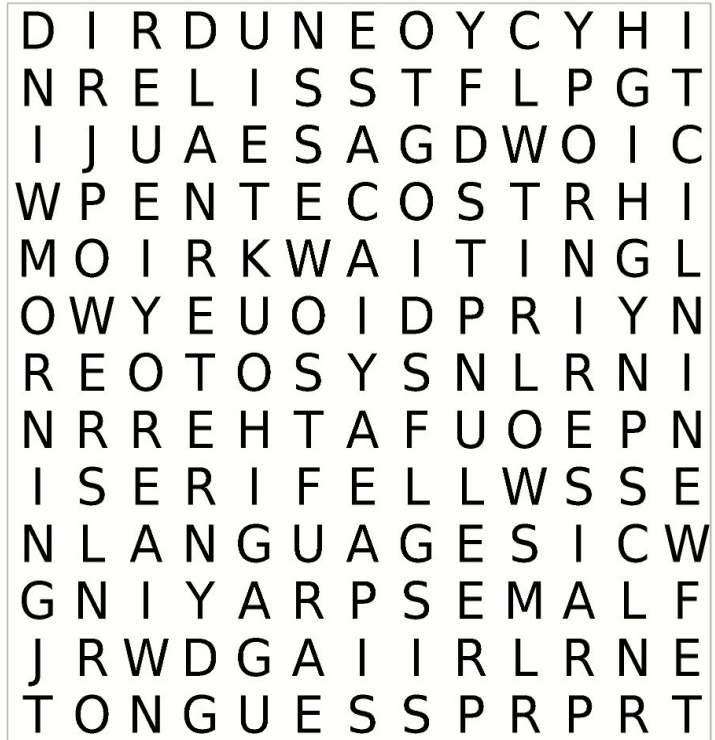 D I R D U N E O Y C Y H I
N R E L I S S T F L P G T
I J U A E S A G D W O I C
W P E N T E C O S T R H I
M O I R K W A I T I N G L
O W Y E U O I D P R I Y N
R E O T O S Y S N L R N I
N R R E H T A F U O E P N
I S E R I F E L L W S S E
N L A N G U A G E S I C W
G N I Y A R P S E M A L F
J R W D G A I I R L R N E
T O N G U E S S P R P R T